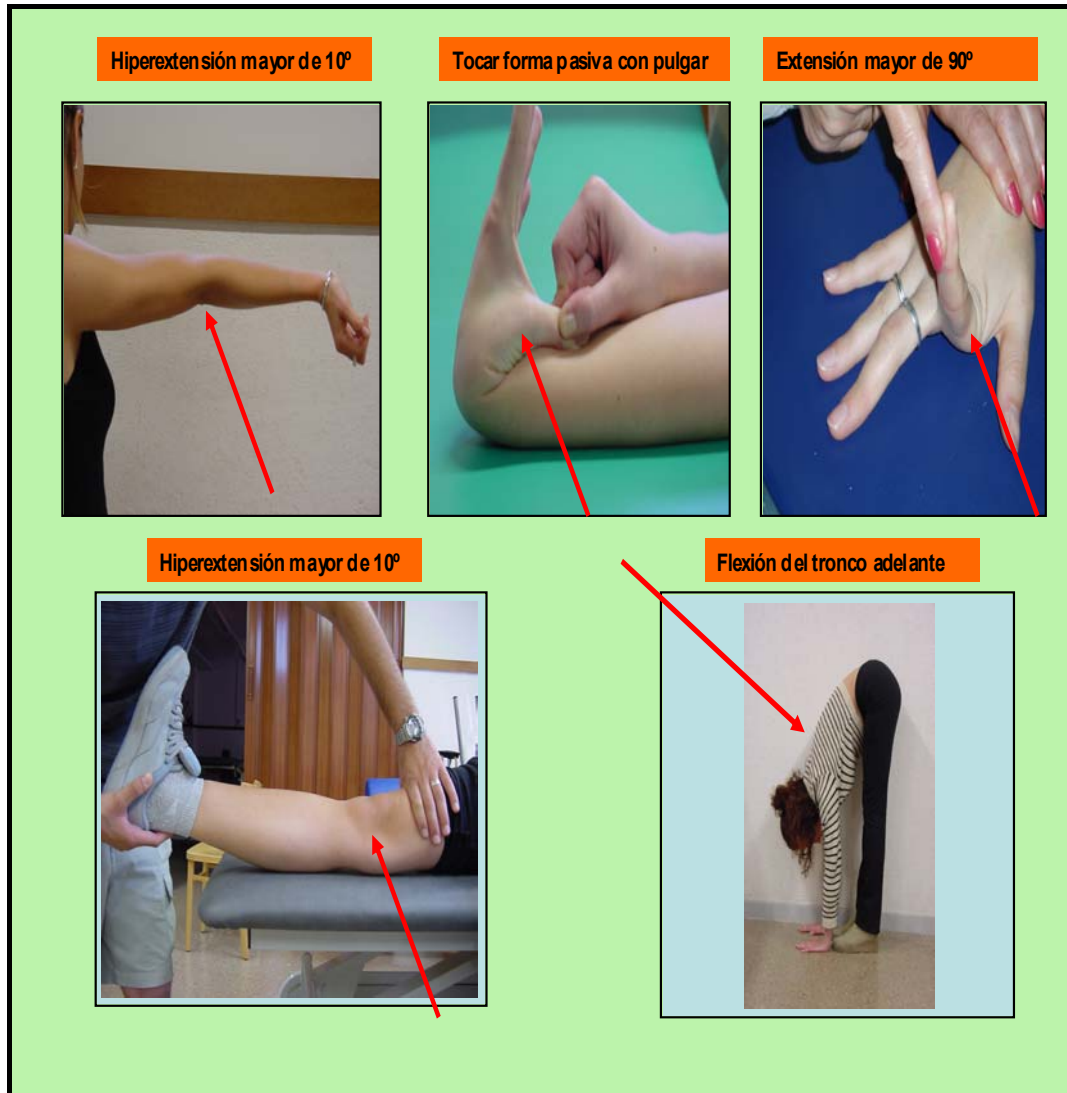 Hiperextensión mayor de 10º
Tocar forma pasiva con pulgar
Extensión mayor de 90º
Hiperextensión mayor de 10º
Flexión del tronco adelante